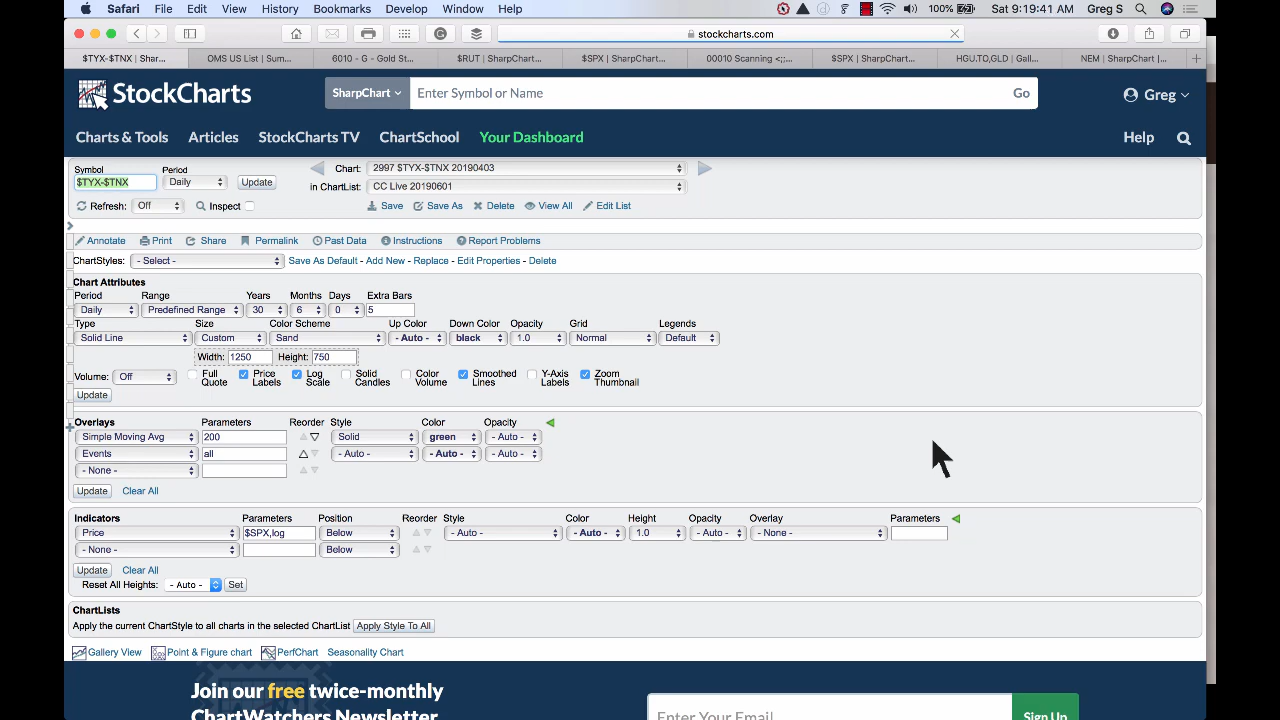 Safari File Edit View History Bookmarks Develop Window Help 100% Sat 9:19:41 AM Greg S
stockcharts.com
$TYX-$TNX | Shar... OMS US List | Sum... 6010 - G - Gold St... $RUT | SharpChart... $SPX | SharpChart... 00010 Scanning <;... $SPX | SharpChart... HGU.TO,GLD | Gall... NEM | SharpChart |...
StockCharts SharpChart Enter Symbol or Name Go Greg
Charts & Tools Articles StockCharts TV ChartSchool Your Dashboard Help
Symbol Period Chart: 2997 $TYX-$TNX 20190403
$TYX-$TNX Daily Update in ChartList: CC Live 20190601
Refresh: Off Inspect Save Save As Delete View All Edit List
Annotate Print Share Permalink Past Data Instructions Report Problems
ChartStyles: - Select - Save As Default - Add New - Replace - Edit Properties - Delete
Chart Attributes
Period Range Years Months Days Extra Bars
Daily Predefined Range 30 6 0 5
Type Size Color Scheme Up Color Down Color Opacity Grid Legends
Solid Line Custom Sand - Auto - black 1.0 Normal Default
Width: 1250 Height: 750
Volume: Off Full Quote Price Labels Log Scale Solid Candles Color Volume Smoothed Lines Y-Axis Labels Zoom Thumbnail
Update
Overlays Parameters Reorder Style Color Opacity
Simple Moving Avg 200 Solid green - Auto -
Events all - Auto - - Auto - - Auto -
- None -
Update Clear All
Indicators Parameters Position Reorder Style Color Height Opacity Overlay Parameters
Price $SPX,log Below - Auto - - Auto - 1.0 - Auto - - None -
- None - Below
Update Clear All
Reset All Heights: - Auto - Set
ChartLists
Apply the current ChartStyle to all charts in the selected ChartList Apply Style To All
Gallery View Point & Figure chart PerfChart Seasonality Chart
Join our free twice-monthly
ChartWatchers Newsletter
Enter Your Email Sign Up